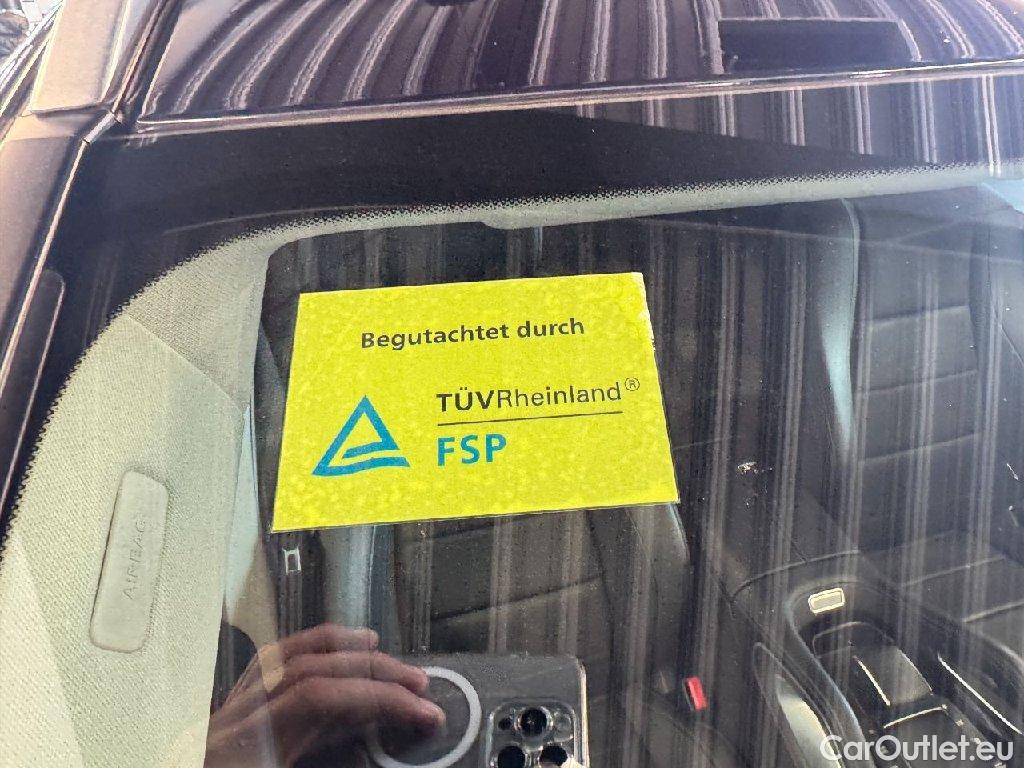 Begutachtet durch
TÜVRheinland®
FSP
AIRBAG
CarOutlet.eu